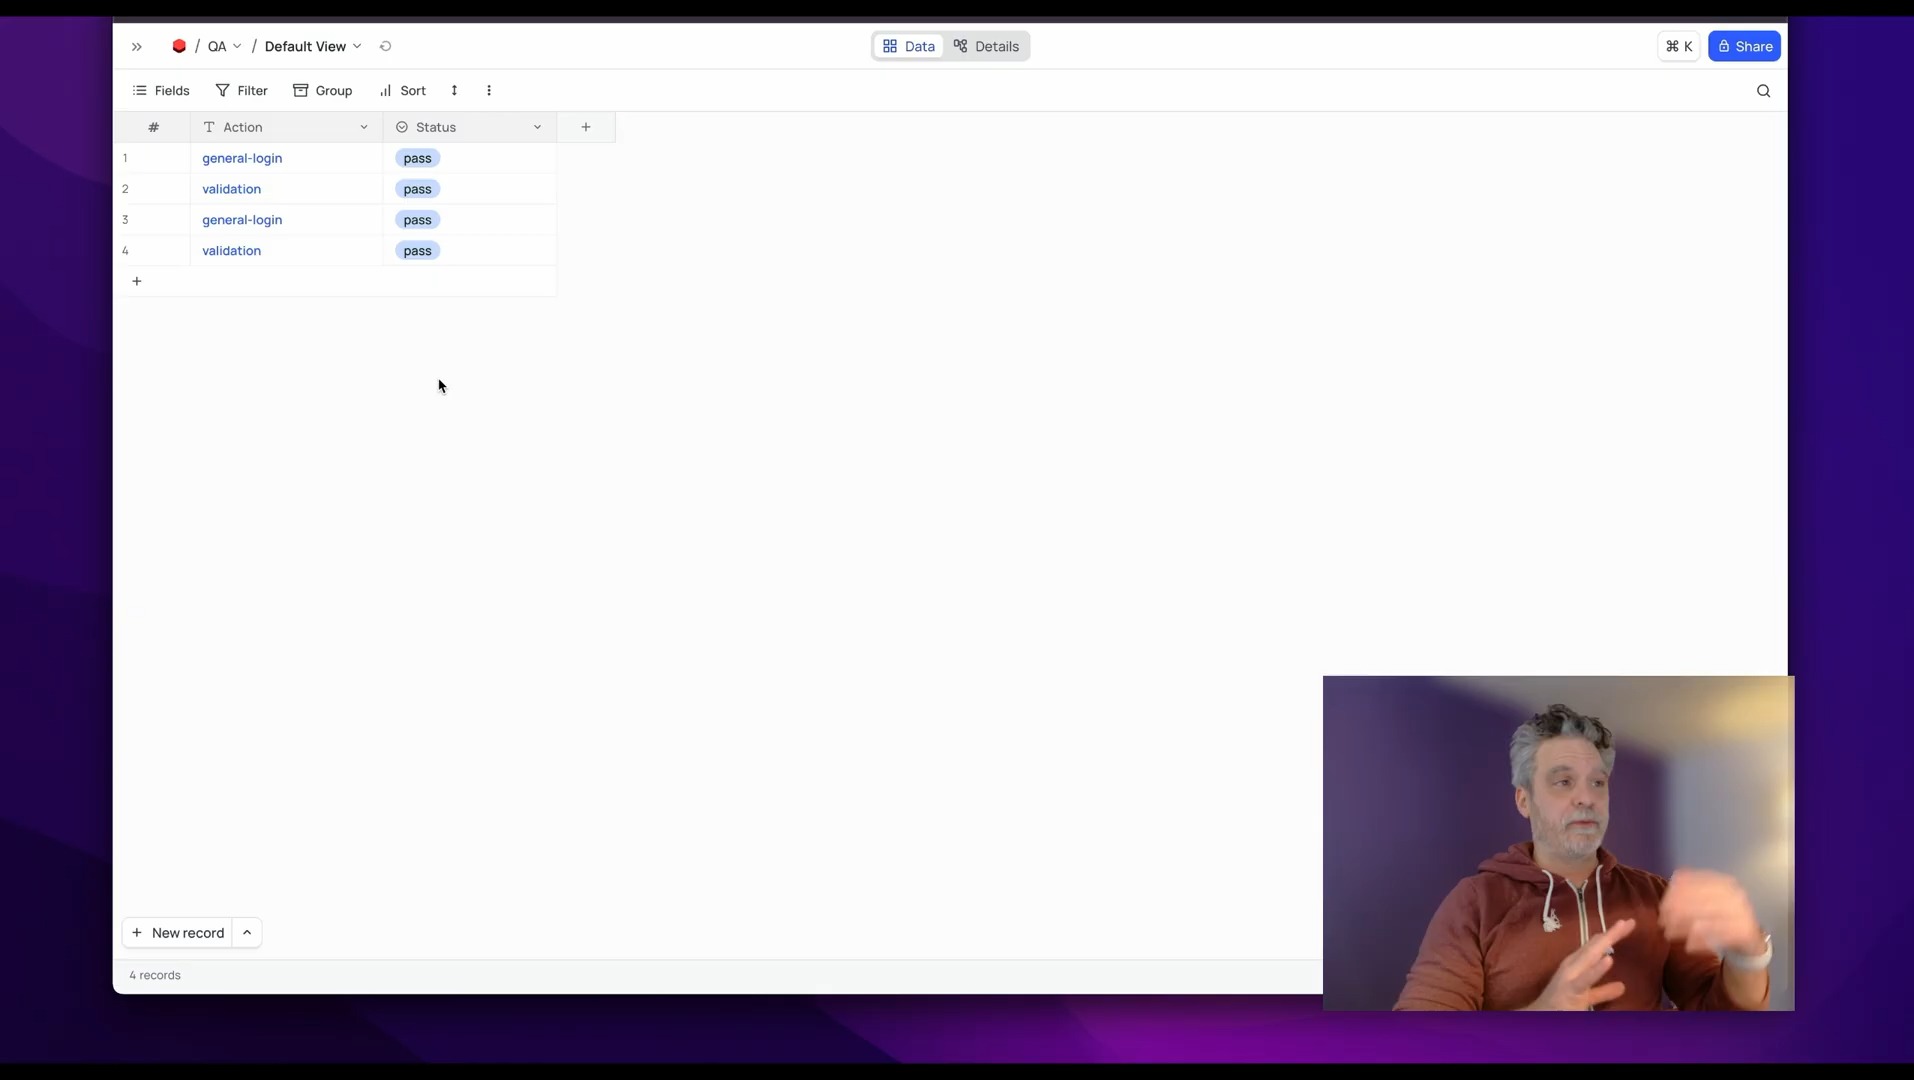 / QA / Default View
Data Details
⌘ K Share
Fields Filter Group Sort
# Action Status +
1 general-login pass
2 validation pass
3 general-login pass
4 validation pass
+
+ New record
4 records